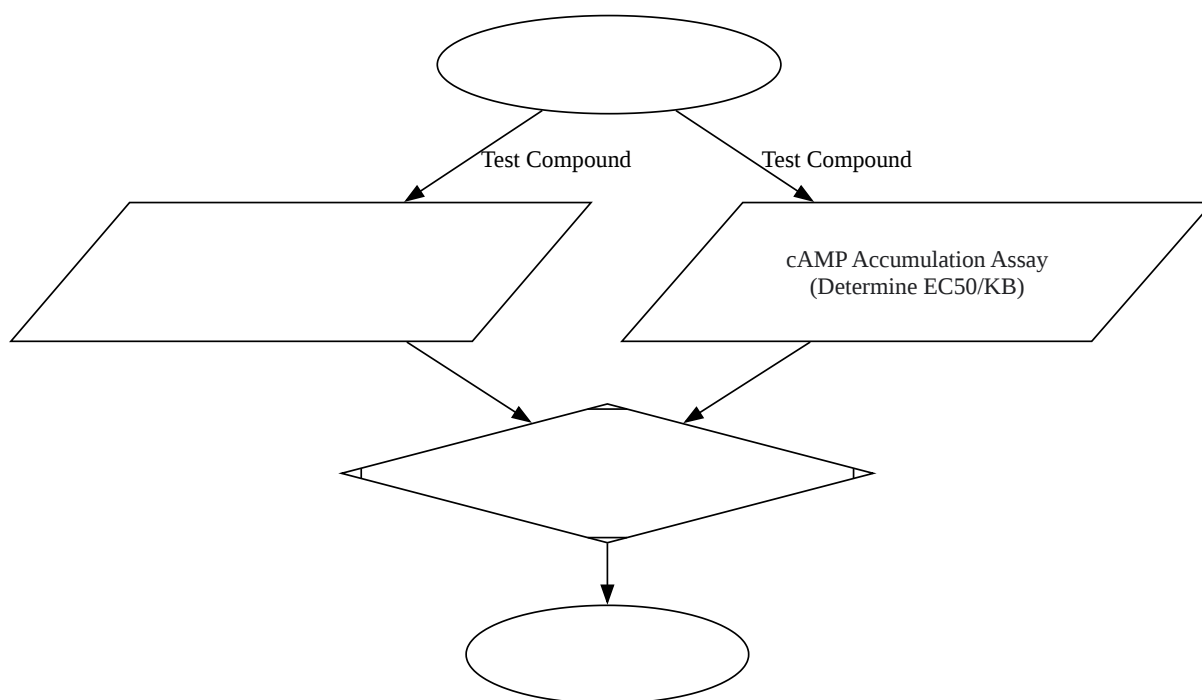 Test Compound
Test Compound
cAMP Accumulation Assay
(Determine EC50/KB)